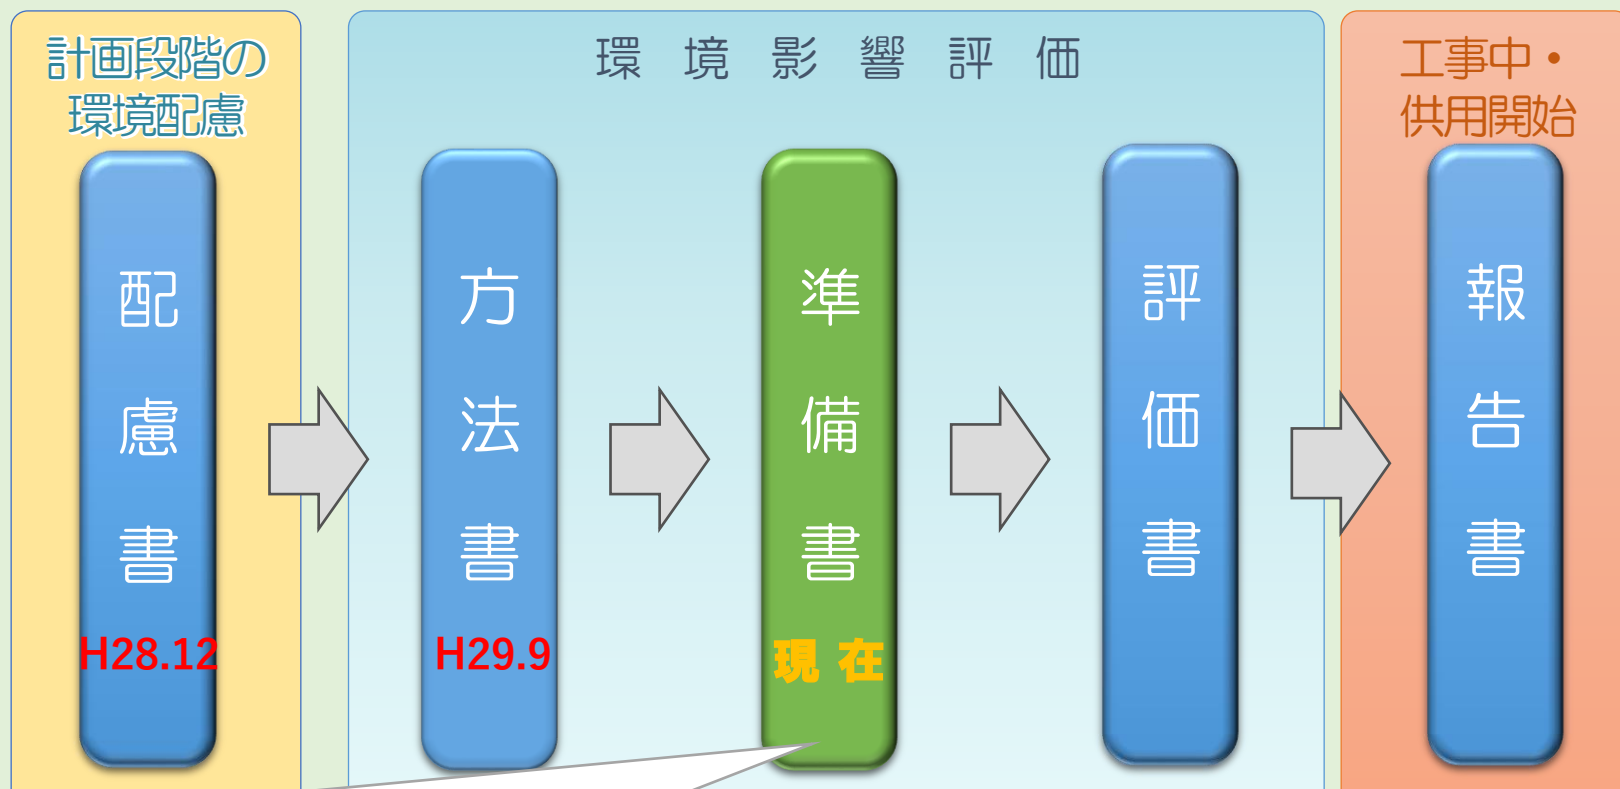 計画段階の
環境配慮
配慮書
H28.12
環境影響評価
方法書
H29.9
準備書
現在
評価書
工事中・
供用開始
報告書